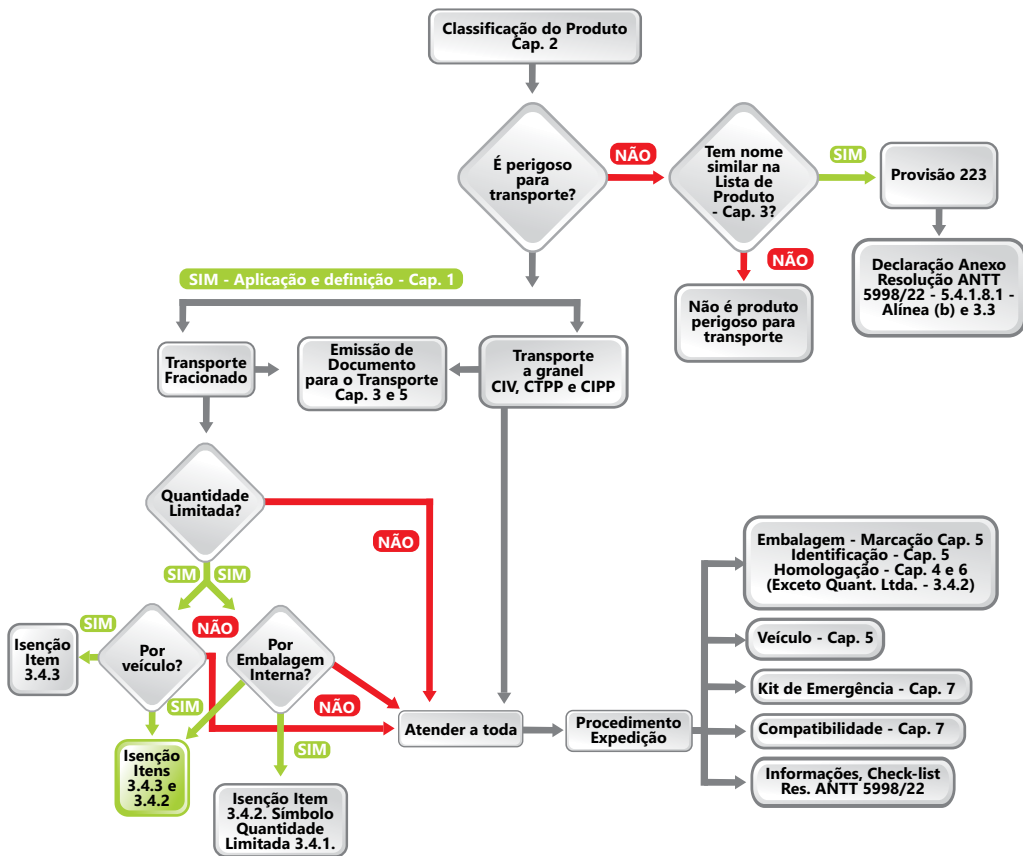 Classificação do Produto
Cap. 2
É perigoso
para
transporte?
NÃO
Tem nome
similar na
Lista de
Produto
- Cap. 3?
SIM
Provisão 223
NÃO
Declaração Anexo
Resolução ANTT
5998/22 - 5.4.1.8.1 -
Alínea (b) e 3.3
Não é produto
perigoso para
transporte
SIM - Aplicação e definição - Cap. 1
Transporte
Fracionado
Emissão de
Documento
para o Transporte
Cap. 3 e 5
Transporte
a granel
CIV, CTPP e CIPP
Quantidade
Limitada?
NÃO
SIM
SIM
SIM
Isenção
Item
3.4.3
Por
veículo?
NÃO
Por
Embalagem
Interna?
SIM
NÃO
SIM
Isenção
Itens
3.4.3 e
3.4.2
Isenção Item
3.4.2. Símbolo
Quantidade
Limitada 3.4.1.
Atender a toda
Procedimento
Expedição
Embalagem - Marcação Cap. 5
Identificação - Cap. 5
Homologação - Cap. 4 e 6
(Exceto Quant. Ltda. - 3.4.2)
Veículo - Cap. 5
Kit de Emergência - Cap. 7
Compatibilidade - Cap. 7
Informações, Check-list
Res. ANTT 5998/22